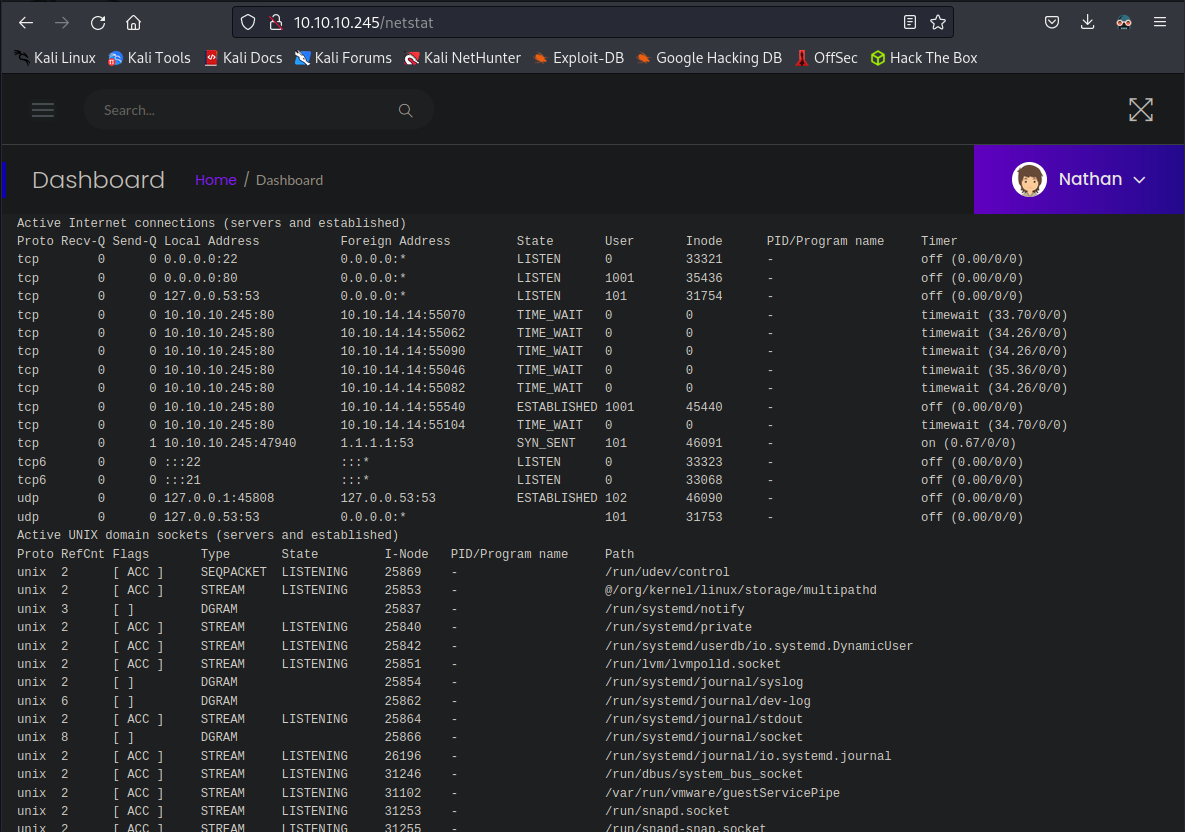 10.10.10.245/netstat
Kali Linux Kali Tools Kali Docs Kali Forums Kali NetHunter Exploit-DB Google Hacking DB OffSec Hack The Box
Search...
Dashboard Home / Dashboard Nathan
Active Internet connections (servers and established)
Proto Recv-Q Send-Q Local Address Foreign Address State User Inode PID/Program name Timer
tcp 0 0 0.0.0.0:22 0.0.0.0:* LISTEN 0 33321 - off (0.00/0/0)
tcp 0 0 0.0.0.0:80 0.0.0.0:* LISTEN 1001 35436 - off (0.00/0/0)
tcp 0 0 127.0.0.53:53 0.0.0.0:* LISTEN 101 31754 - off (0.00/0/0)
tcp 0 0 10.10.10.245:80 10.10.14.14:55070 TIME_WAIT 0 0 - timewait (33.70/0/0)
tcp 0 0 10.10.10.245:80 10.10.14.14:55062 TIME_WAIT 0 0 - timewait (34.26/0/0)
tcp 0 0 10.10.10.245:80 10.10.14.14:55090 TIME_WAIT 0 0 - timewait (34.26/0/0)
tcp 0 0 10.10.10.245:80 10.10.14.14:55046 TIME_WAIT 0 0 - timewait (35.36/0/0)
tcp 0 0 10.10.10.245:80 10.10.14.14:55082 TIME_WAIT 0 0 - timewait (34.26/0/0)
tcp 0 0 10.10.10.245:80 10.10.14.14:55540 ESTABLISHED 1001 45440 - off (0.00/0/0)
tcp 0 0 10.10.10.245:80 10.10.14.14:55104 TIME_WAIT 0 0 - timewait (34.70/0/0)
tcp 0 1 10.10.10.245:47940 1.1.1.1:53 SYN_SENT 101 46091 - on (0.67/0/0)
tcp6 0 0 :::22 :::* LISTEN 0 33323 - off (0.00/0/0)
tcp6 0 0 :::21 :::* LISTEN 0 33068 - off (0.00/0/0)
udp 0 0 127.0.0.1:45808 127.0.0.53:53 ESTABLISHED 102 46090 - off (0.00/0/0)
udp 0 0 127.0.0.53:53 0.0.0.0:* 101 31753 - off (0.00/0/0)
Active UNIX domain sockets (servers and established)
Proto RefCnt Flags Type State I-Node PID/Program name Path
unix 2 [ ACC ] SEQPACKET LISTENING 25869 - /run/udev/control
unix 2 [ ACC ] STREAM LISTENING 25853 - @/org/kernel/linux/storage/multipathd
unix 3 [ ] DGRAM 25837 - /run/systemd/notify
unix 2 [ ACC ] STREAM LISTENING 25840 - /run/systemd/private
unix 2 [ ACC ] STREAM LISTENING 25842 - /run/systemd/userdb/io.systemd.DynamicUser
unix 2 [ ACC ] STREAM LISTENING 25851 - /run/lvm/lvmpolld.socket
unix 2 [ ] DGRAM 25854 - /run/systemd/journal/syslog
unix 6 [ ] DGRAM 25862 - /run/systemd/journal/dev-log
unix 2 [ ACC ] STREAM LISTENING 25864 - /run/systemd/journal/stdout
unix 8 [ ] DGRAM 25866 - /run/systemd/journal/socket
unix 2 [ ACC ] STREAM LISTENING 26196 - /run/systemd/journal/io.systemd.journal
unix 2 [ ACC ] STREAM LISTENING 31246 - /run/dbus/system_bus_socket
unix 2 [ ACC ] STREAM LISTENING 31102 - /var/run/vmware/guestServicePipe
unix 2 [ ACC ] STREAM LISTENING 31253 - /run/snapd.socket
unix 2 [ ACC ] STREAM LISTENING 31255 - /run/snapd-snap.socket